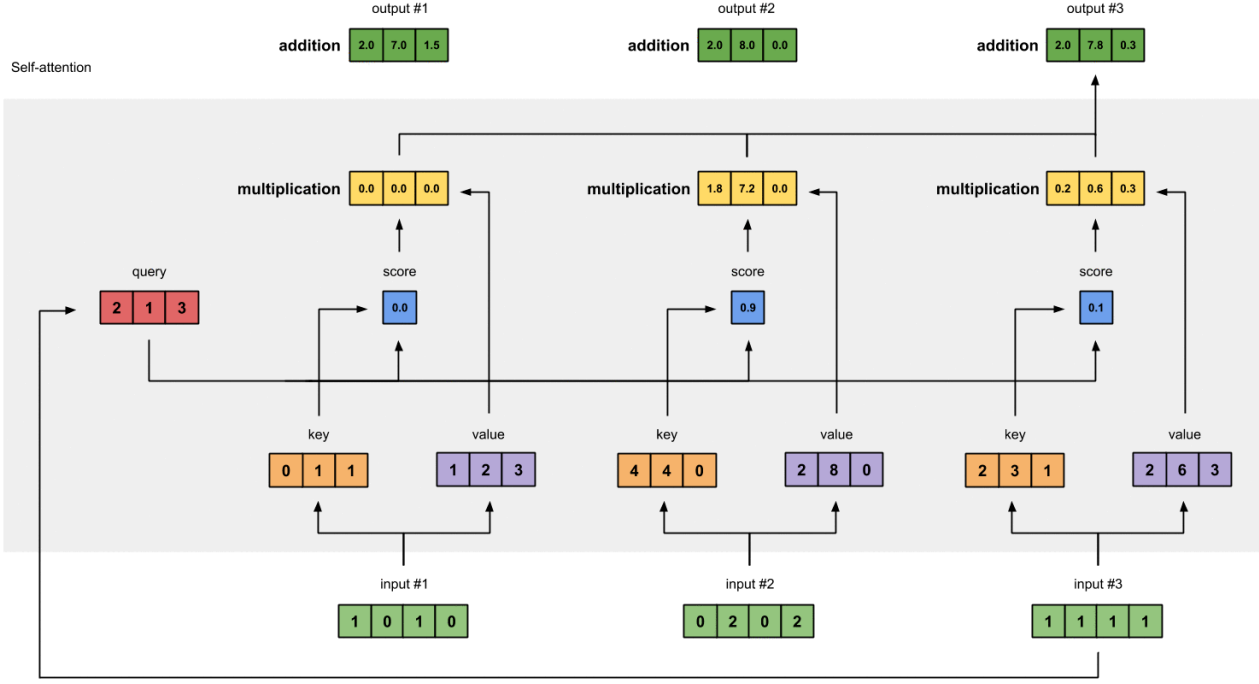 output #1 output #2 output #3
addition 2.0 7.0 1.5 addition 2.0 8.0 0.0 addition 2.0 7.8 0.3
Self-attention
multiplication 0.0 0.0 0.0 multiplication 1.8 7.2 0.0 multiplication 0.2 0.6 0.3
query score score score
2 1 3 0.0 0.9 0.1
key value key value key value
0 1 1 1 2 3 4 4 0 2 8 0 2 3 1 2 6 3
input #1 input #2 input #3
1 0 1 0 0 2 0 2 1 1 1 1